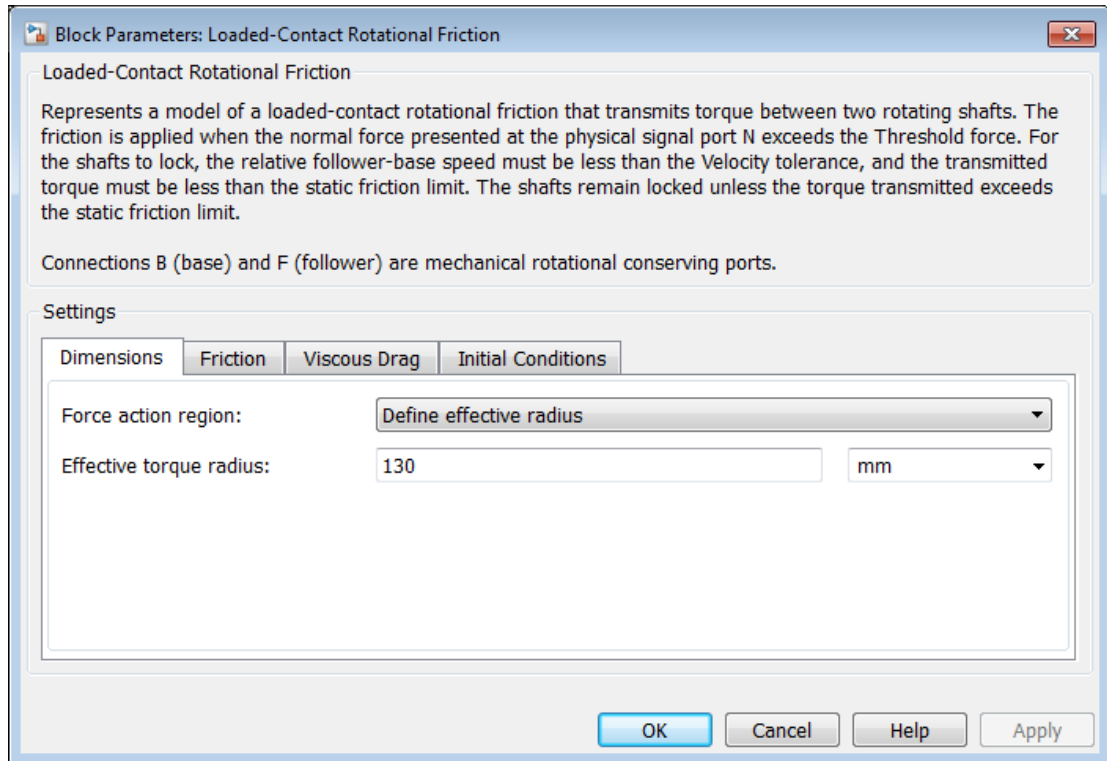 Block Parameters: Loaded-Contact Rotational Friction
Loaded-Contact Rotational Friction
Represents a model of a loaded-contact rotational friction that transmits torque between two rotating shafts. The
friction is applied when the normal force presented at the physical signal port N exceeds the Threshold force. For
the shafts to lock, the relative follower-base speed must be less than the Velocity tolerance, and the transmitted
torque must be less than the static friction limit. The shafts remain locked unless the torque transmitted exceeds
the static friction limit.
Connections B (base) and F (follower) are mechanical rotational conserving ports.
Settings
Dimensions Friction Viscous Drag Initial Conditions
Force action region: Define effective radius
Effective torque radius: 130 mm
OK Cancel Help Apply